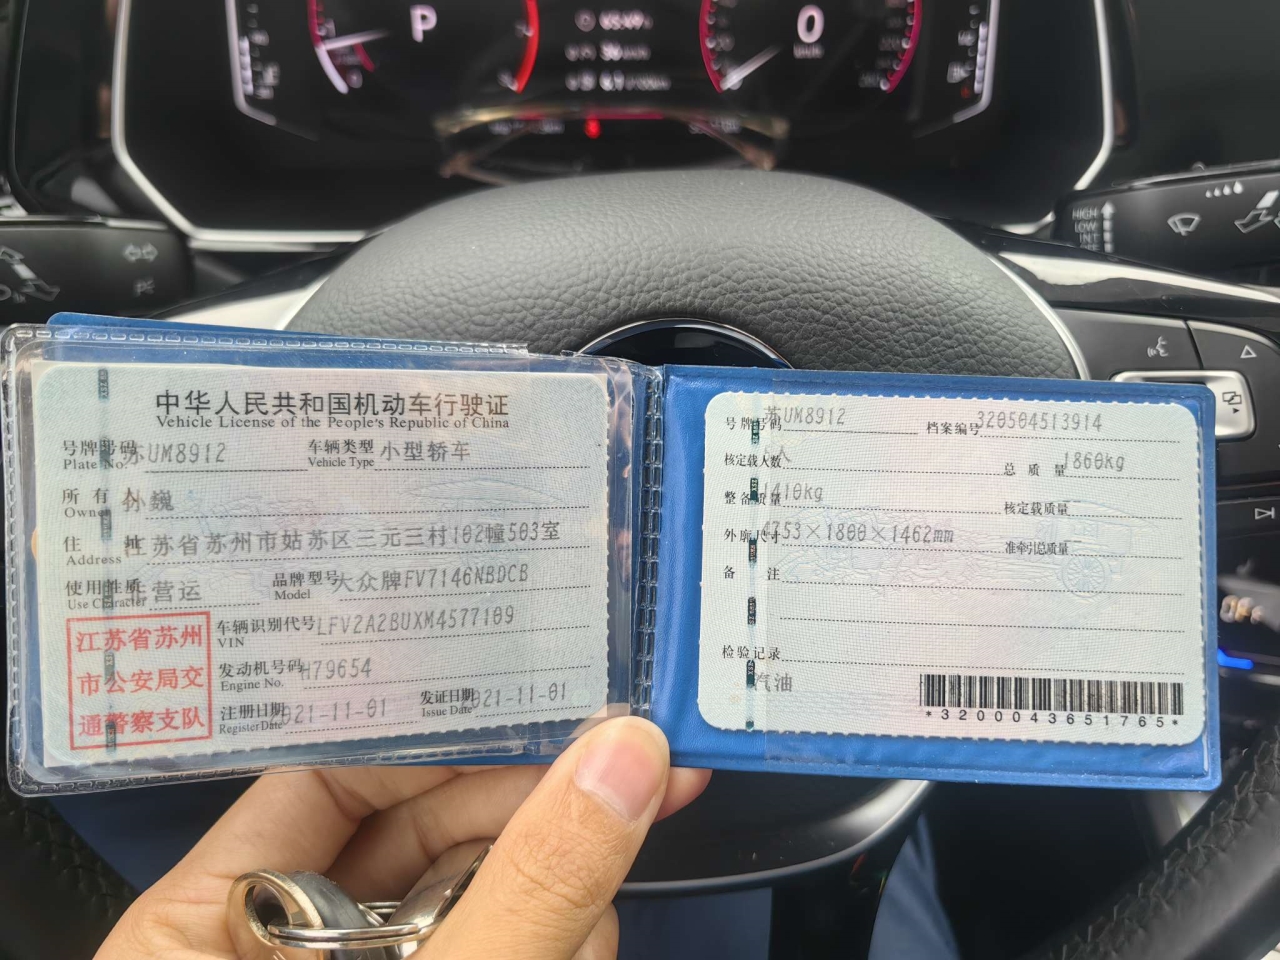 P
0
HIGH
LOW
INT
中华人民共和国机动车行驶证
Vehicle License of the People's Republic of China
号牌号码 苏UM8912 车辆类型 小型轿车
Plate No. Vehicle Type
所有人 孙巍
Owner
住址 江苏省苏州市姑苏区三元三村102幢503室
Address
使用性质 非营运 品牌型号 大众牌FV7146NBDCB
Use Character Model
江苏省苏州
市公安局交
通警察支队
车辆识别代号 LFV2A2BUXM4577109
VIN
发动机号码 H79654
Engine No.
注册日期 021-11-01 发证日期 021-11-01
Register Date Issue Date
号牌号码 苏UM8912 档案编号 320504513914
核定载人数 人 总质量 1860kg
整备质量 1410kg 核定载质量
外廓尺寸 4753×1800×1462mm 准牵引总质量
备注
检验记录
汽油
*3200043651765*